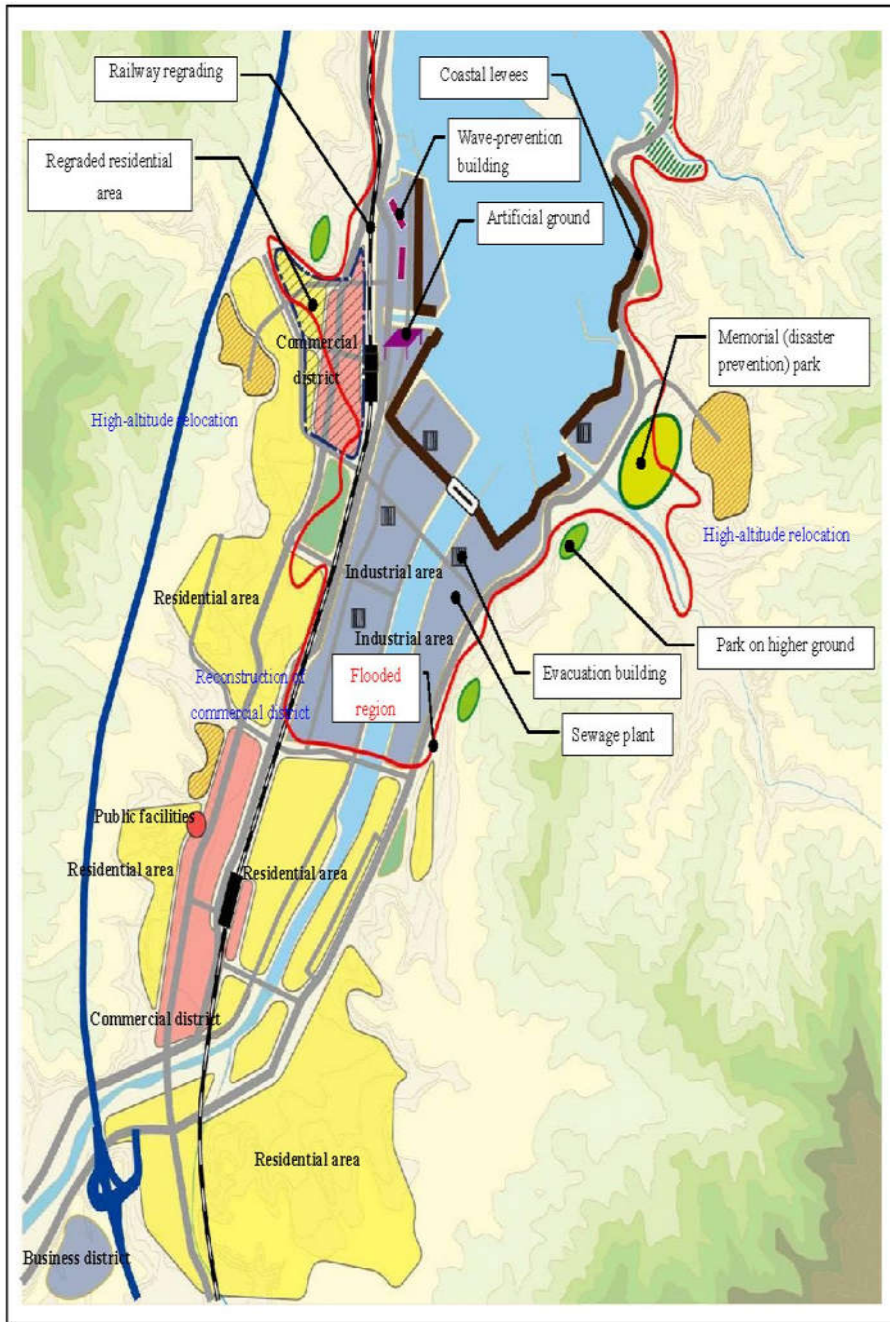 Railway regrading
Coastal levees
Wave-prevention
building
Regraded residential
area
Artificial ground
Commercial
district
Memorial (disaster
prevention) park
High-altitude relocation
High-altitude relocation
Industrial area
Residential area
Industrial area
Park on higher ground
Reconstruction of
commercial district
Flooded
region
Evacuation building
Sewage plant
Public facilities
Residential area
Residential area
Commercial district
Residential area
Business district